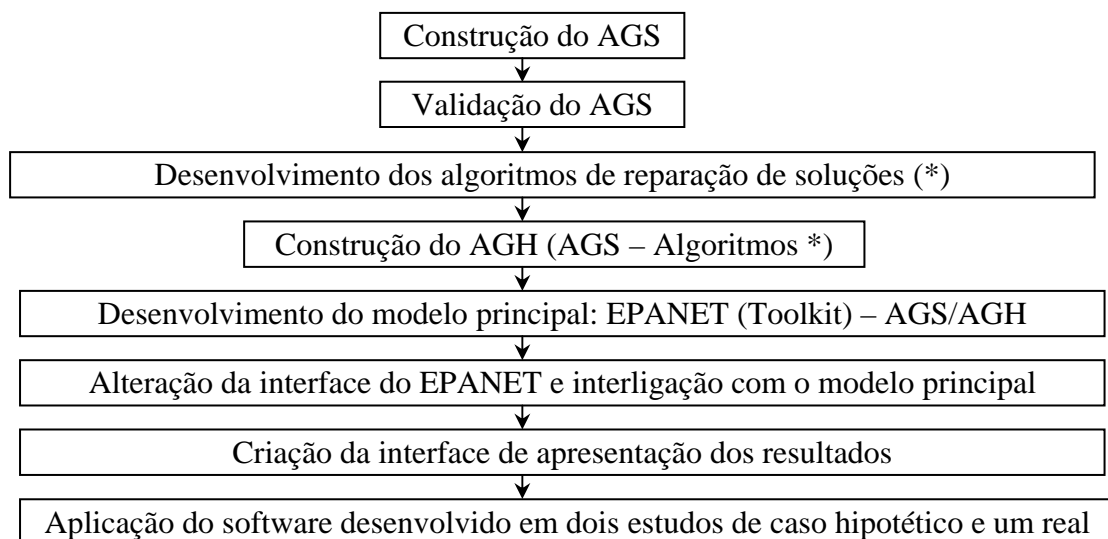 Construção do AGS
Validação do AGS
Desenvolvimento dos algoritmos de reparação de soluções (*)
Construção do AGH (AGS – Algoritmos *)
Desenvolvimento do modelo principal: EPANET (Toolkit) – AGS/AGH
Alteração da interface do EPANET e interligação com o modelo principal
Criação da interface de apresentação dos resultados
Aplicação do software desenvolvido em dois estudos de caso hipotético e um real